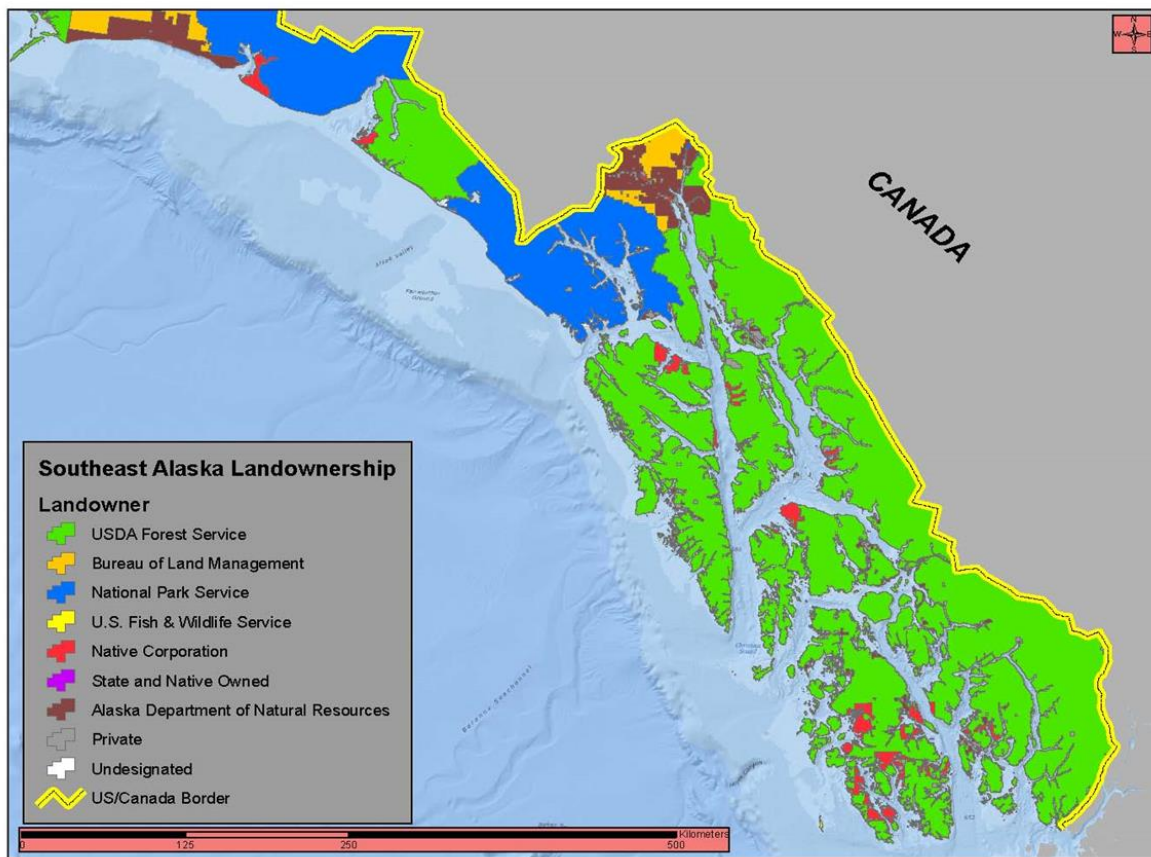 N
W E
S
CANADA
Southeast Alaska Landownership
Landowner
USDA Forest Service
Bureau of Land Management
National Park Service
U.S. Fish & Wildlife Service
Native Corporation
State and Native Owned
Alaska Department of Natural Resources
Private
Undesignated
US/Canada Border
Kilometers
0 125 250 500